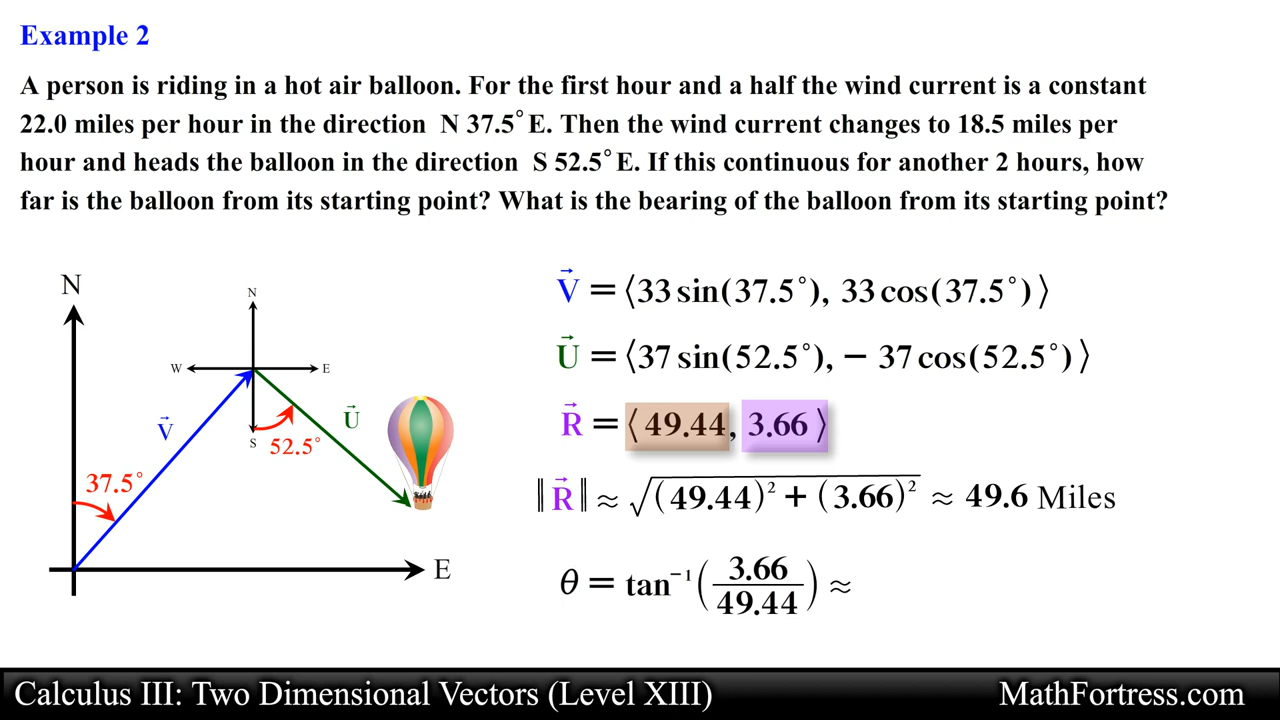 Example 2
A person is riding in a hot air balloon. For the first hour and a half the wind current is a constant
22.0 miles per hour in the direction N 37.5° E. Then the wind current changes to 18.5 miles per
hour and heads the balloon in the direction S 52.5° E. If this continuous for another 2 hours, how
far is the balloon from its starting point? What is the bearing of the balloon from its starting point?
N
N
W
E
S
V⃗
U⃗
37.5°
52.5°
E
V⃗ = ⟨33 sin(37.5°), 33 cos(37.5°)⟩
U⃗ = ⟨37 sin(52.5°), − 37 cos(52.5°)⟩
R⃗ = ⟨49.44, 3.66⟩
‖R⃗‖ ≈ √(49.44)² + (3.66)² ≈ 49.6 Miles
θ = tan⁻¹(3.66/49.44) ≈
Calculus III: Two Dimensional Vectors (Level XIII)
MathFortress.com